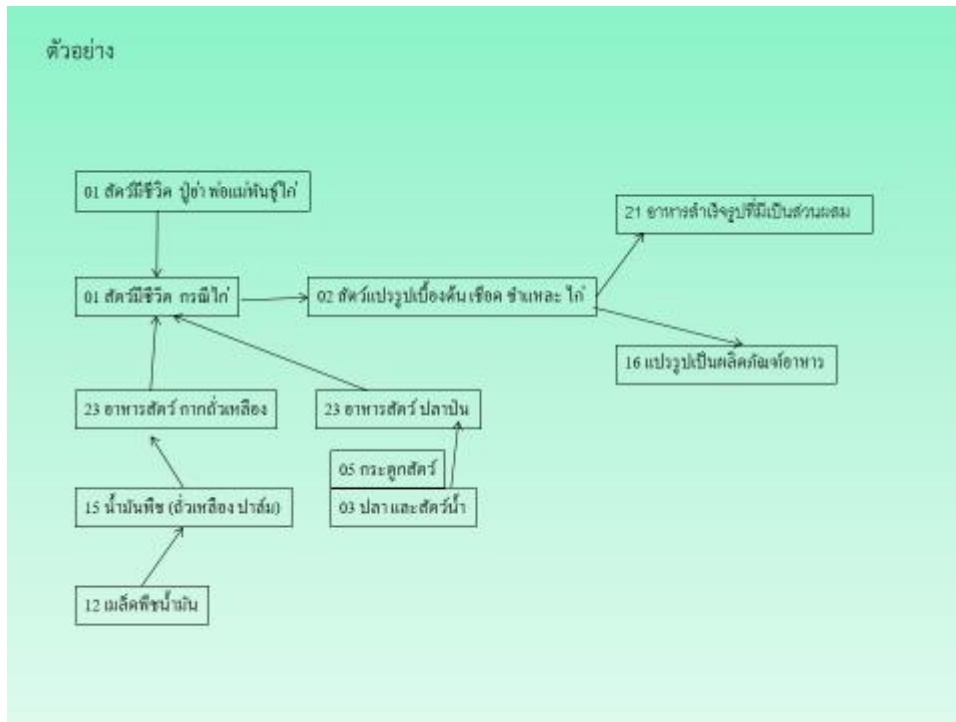 ตัวอย่าง
01 สัตว์มีชีวิต ปู่ย่า พ่อแม่พันธุ์ไก่
21 อาหารสำเร็จรูปที่มีเป็นส่วนผสม
01 สัตว์มีชีวิต กรณีไก่
02 สัตว์แปรรูปเบื้องต้น เชือด ชำแหละ ไก่
16 แปรรูปเป็นผลิตภัณฑ์อาหาร
23 อาหารสัตว์ กากถั่วเหลือง
23 อาหารสัตว์ ปลาป่น
05 กระดูกสัตว์
15 น้ำมันพืช (ถั่วเหลือง ปาล์ม)
03 ปลา และสัตว์น้ำ
12 เมล็ดพืชน้ำมัน